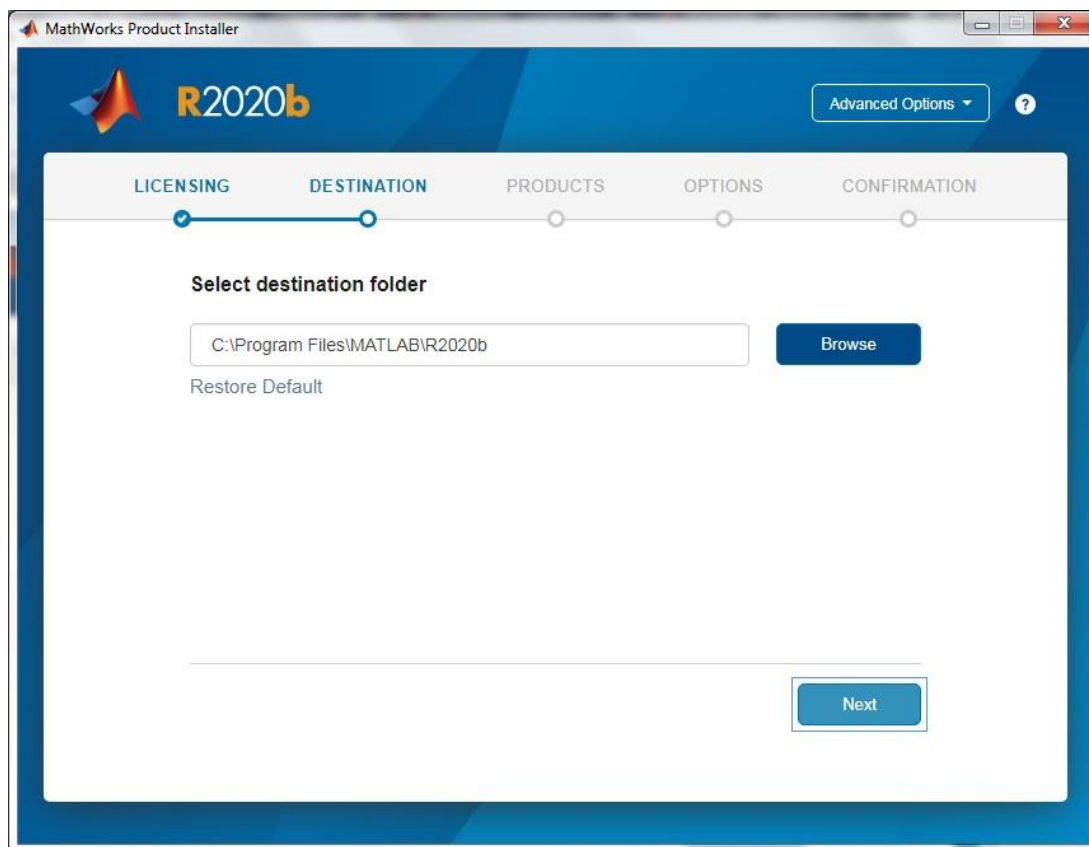 MathWorks Product Installer
R2020b
Advanced Options
?
LICENSING DESTINATION PRODUCTS OPTIONS CONFIRMATION
Select destination folder
C:\Program Files\MATLAB\R2020b
Browse
Restore Default
Next